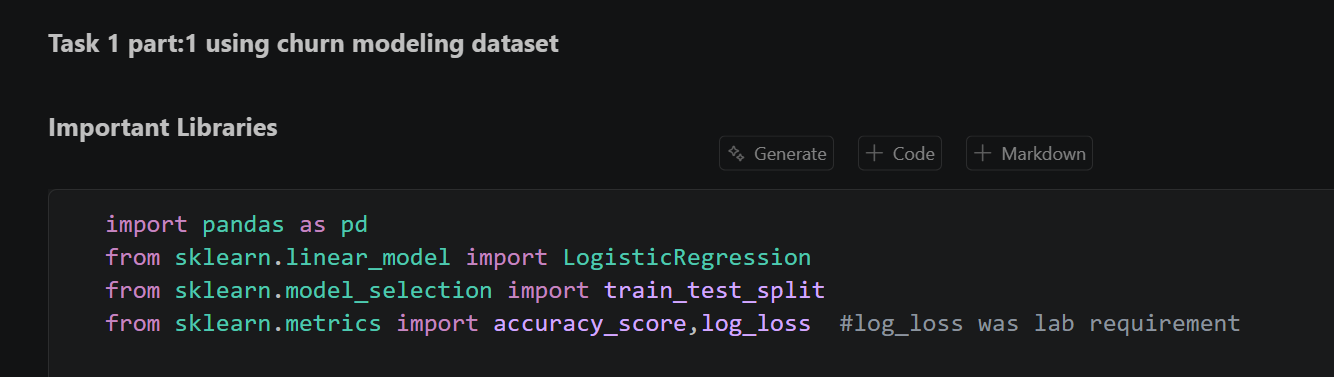 Task 1 part:1 using churn modeling dataset
Important Libraries
Generate + Code + Markdown
import pandas as pd
from sklearn.linear_model import LogisticRegression
from sklearn.model_selection import train_test_split
from sklearn.metrics import accuracy_score,log_loss  #log_loss was lab requirement